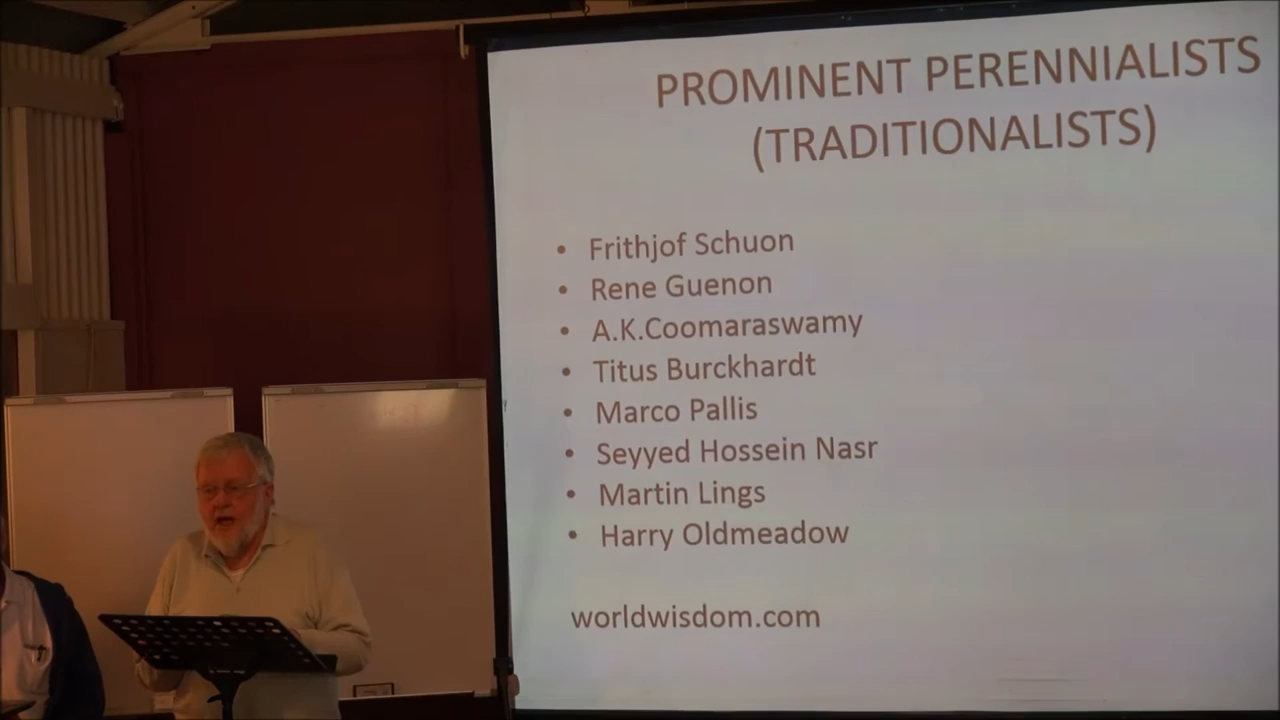 PROMINENT PERENNIALISTS
(TRADITIONALISTS)
• Frithjof Schuon
• Rene Guenon
• A.K.Coomaraswamy
• Titus Burckhardt
• Marco Pallis
• Seyyed Hossein Nasr
• Martin Lings
• Harry Oldmeadow
worldwisdom.com